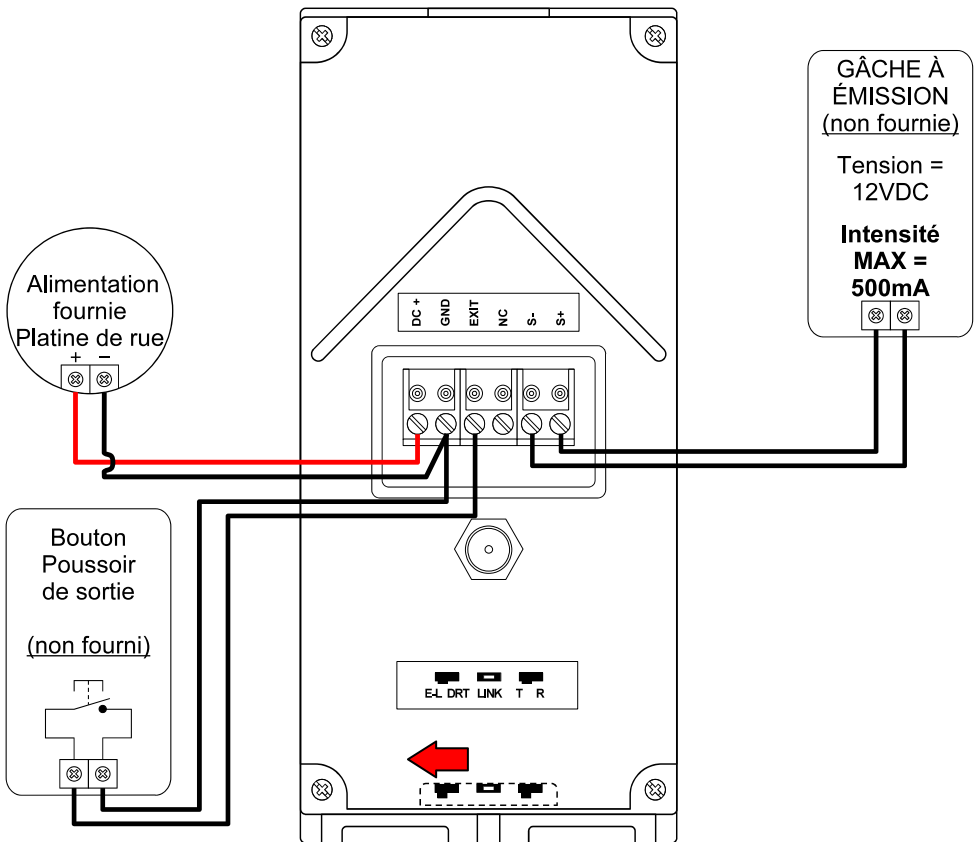 GÂCHE À
ÉMISSION
(non fournie)
Tension =
12VDC
Intensité
MAX =
500mA
Alimentation
fournie
Platine de rue
+ −
DC +
GND
EXIT
NC
S-
S+
Bouton
Poussoir
de sortie
(non fourni)
E-L DRT LINK T R